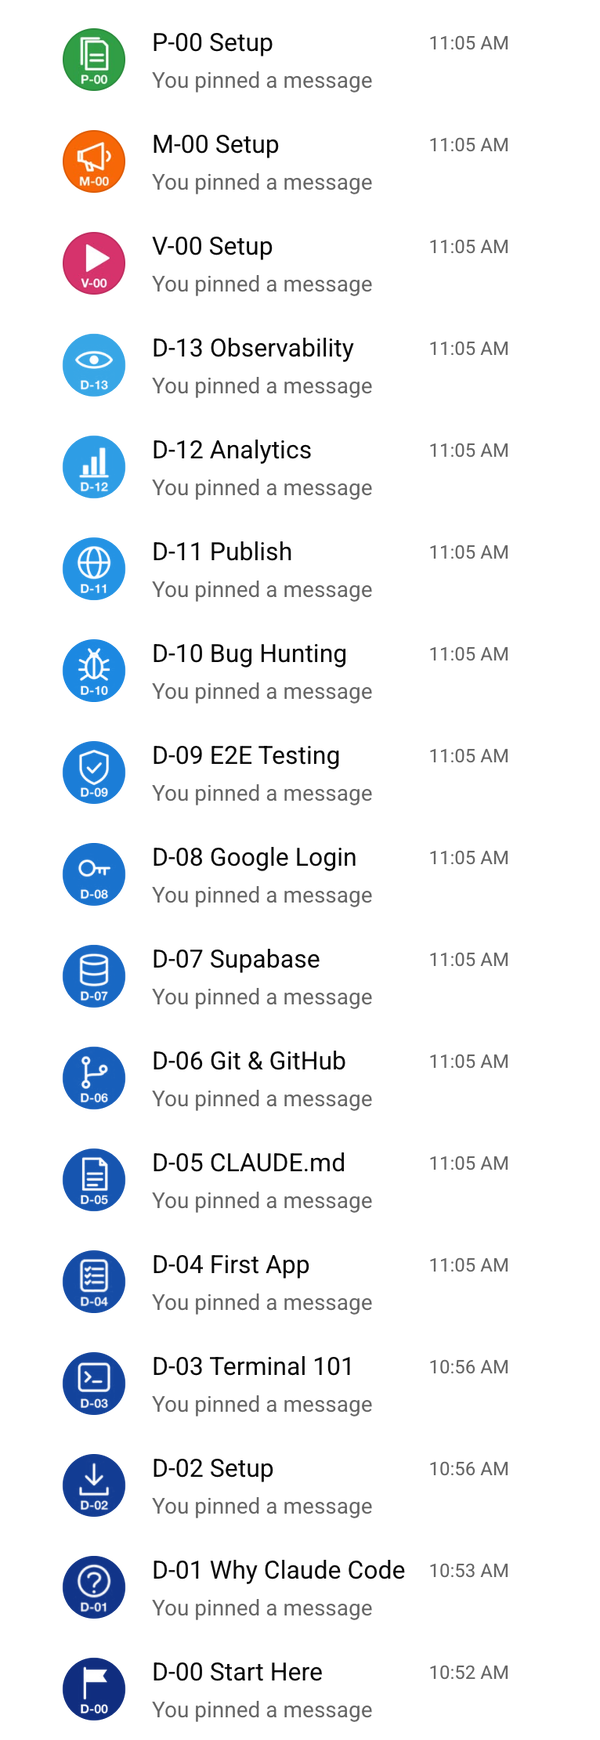 P-00 Setup 11:05 AM
P-00 You pinned a message
M-00 Setup 11:05 AM
M-00 You pinned a message
V-00 Setup 11:05 AM
V-00 You pinned a message
D-13 Observability 11:05 AM
D-13 You pinned a message
D-12 Analytics 11:05 AM
D-12 You pinned a message
D-11 Publish 11:05 AM
D-11 You pinned a message
D-10 Bug Hunting 11:05 AM
D-10 You pinned a message
D-09 E2E Testing 11:05 AM
D-09 You pinned a message
D-08 Google Login 11:05 AM
D-08 You pinned a message
D-07 Supabase 11:05 AM
D-07 You pinned a message
D-06 Git & GitHub 11:05 AM
D-06 You pinned a message
D-05 CLAUDE.md 11:05 AM
D-05 You pinned a message
D-04 First App 11:05 AM
D-04 You pinned a message
D-03 Terminal 101 10:56 AM
D-03 You pinned a message
D-02 Setup 10:56 AM
D-02 You pinned a message
D-01 Why Claude Code 10:53 AM
D-01 You pinned a message
D-00 Start Here 10:52 AM
D-00 You pinned a message